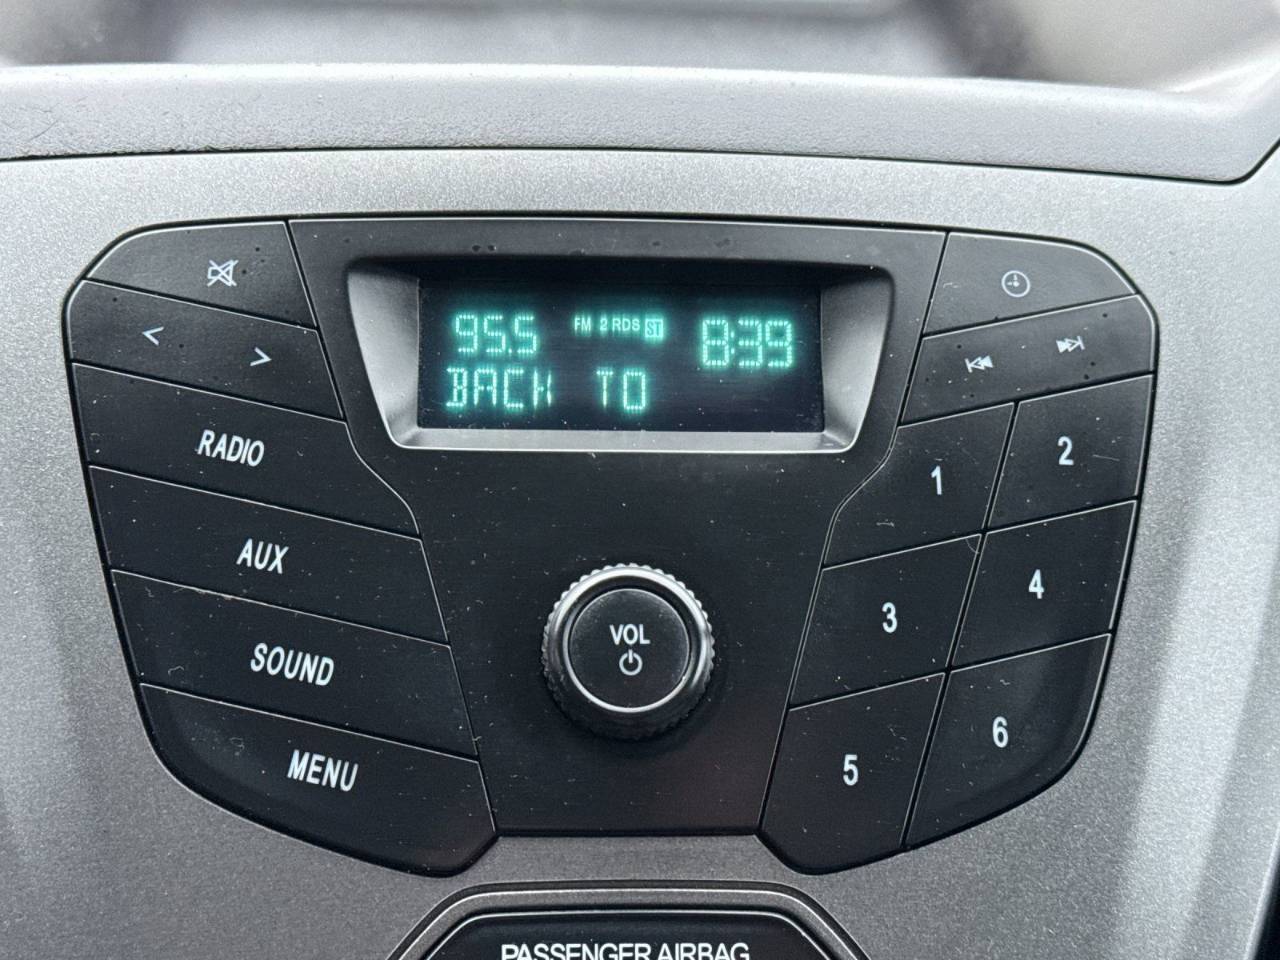 95.5 FM 2 RDS ST 8:39
BACK TO
RADIO
AUX
SOUND
MENU
VOL
1 2
3 4
5 6
PASSENGER AIRBAG